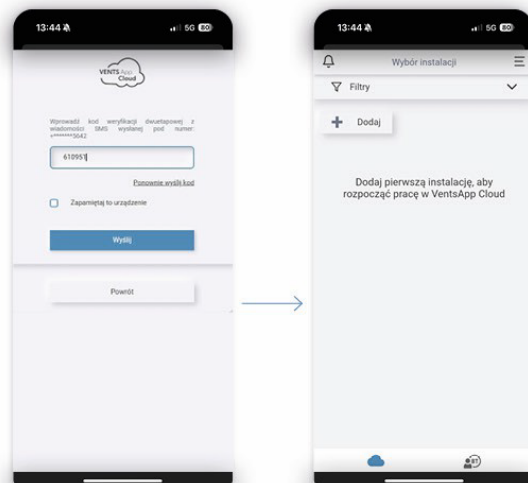 13:44
5G 80
VENTS App
Cloud
Wprowadź kod weryfikacji dwuetapowej z
wiadomości SMS wysłanej pod numer:
+*******5642
610951
Ponownie wyślij kod
Zapamiętaj to urządzenie
Wyślij
Powrót
13:44
5G 80
Wybór instalacji
Filtry
+ Dodaj
Dodaj pierwszą instalację, aby
rozpocząć pracę w VentsApp Cloud
BT